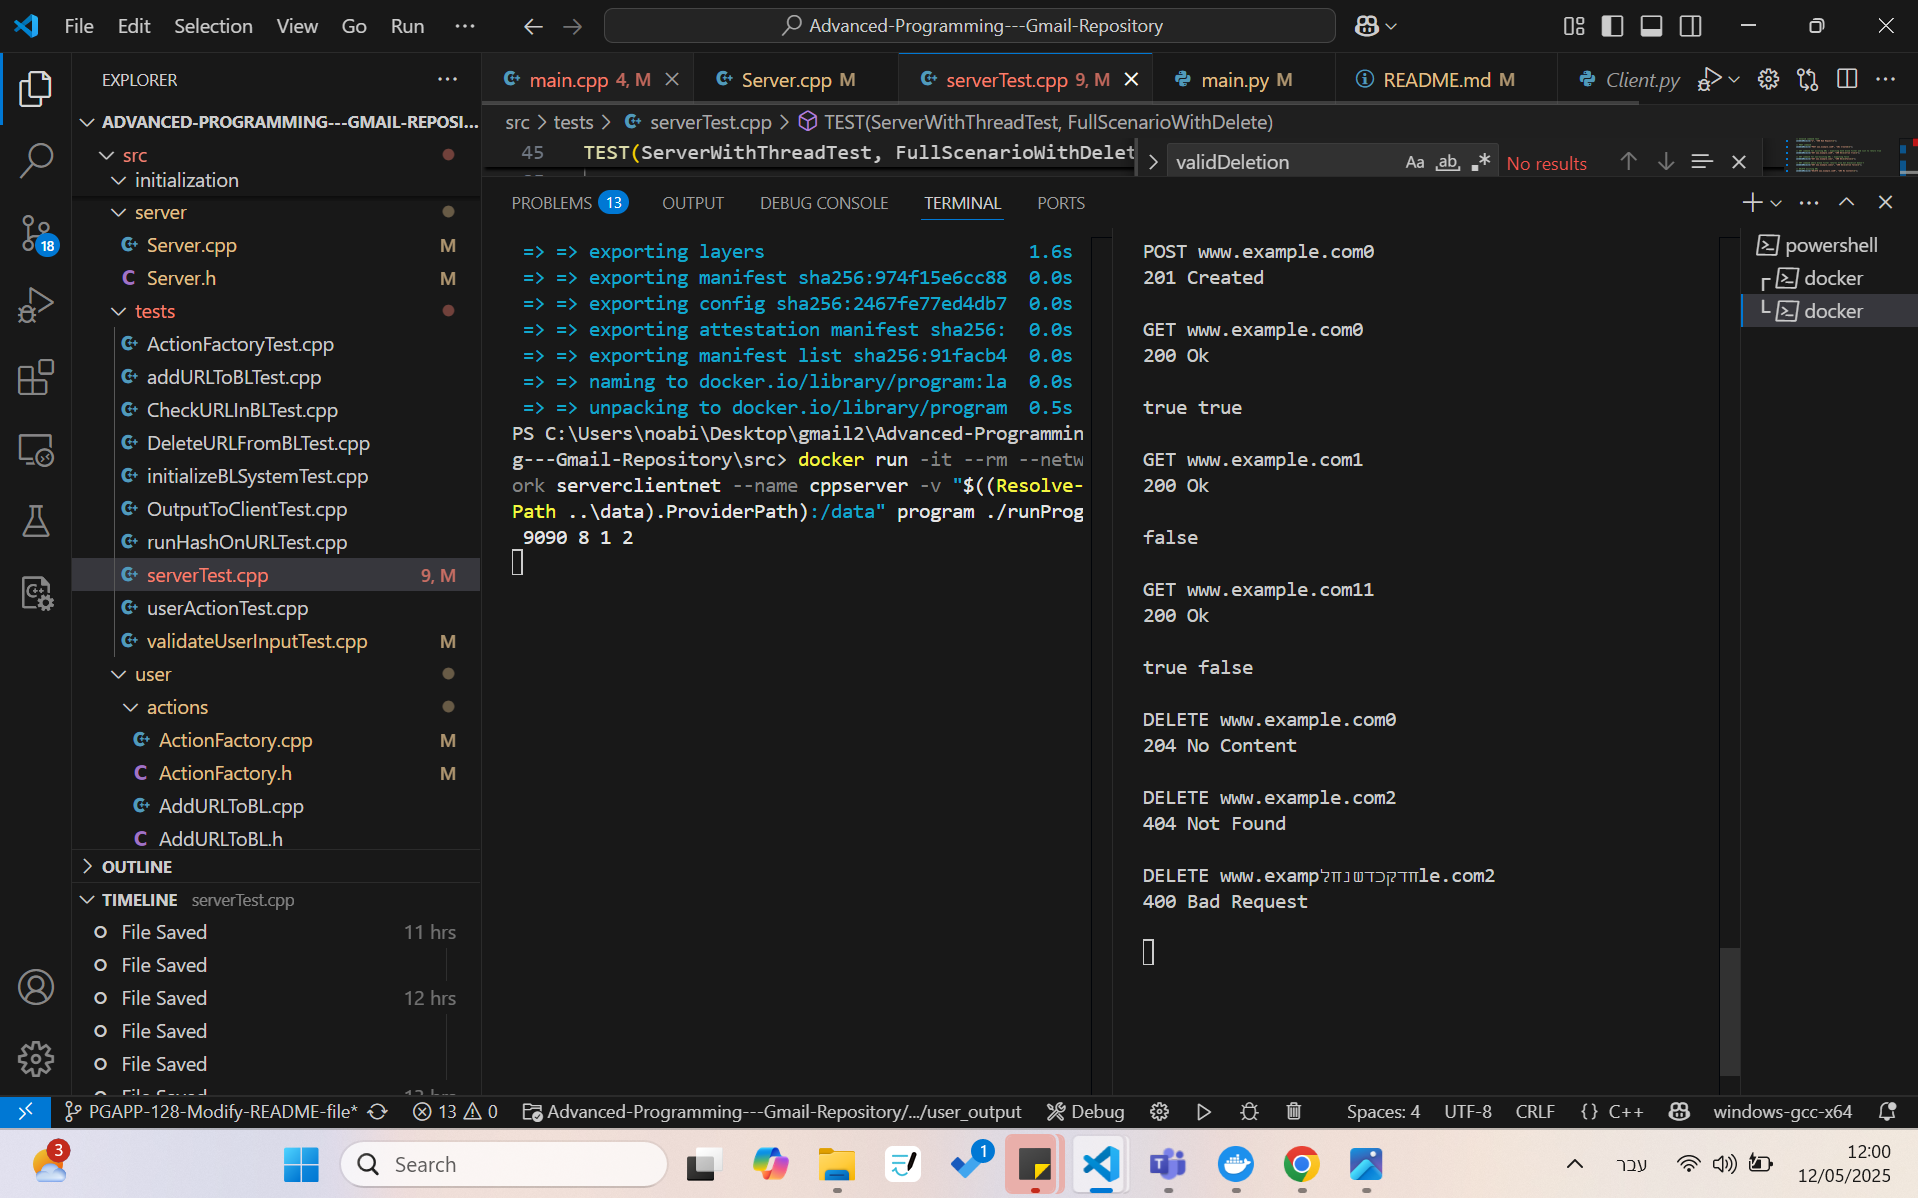 File Edit Selection View Go Run ··· Advanced-Programming---Gmail-Repository
EXPLORER
ADVANCED-PROGRAMMING---GMAIL-REPOSI...
src
initialization
server
Server.cpp M
Server.h M
tests
ActionFactoryTest.cpp
addURLToBLTest.cpp
CheckURLInBLTest.cpp
DeleteURLFromBLTest.cpp
initializeBLSystemTest.cpp
OutputToClientTest.cpp
runHashOnURLTest.cpp
serverTest.cpp 9, M
userActionTest.cpp
validateUserInputTest.cpp M
user
actions
ActionFactory.cpp M
ActionFactory.h M
AddURLToBL.cpp
AddURLToBL.h
OUTLINE
TIMELINE serverTest.cpp
File Saved 11 hrs
File Saved
File Saved 12 hrs
File Saved
File Saved
18
main.cpp 4, M Server.cpp M serverTest.cpp 9, M main.py M README.md M Client.py
src > tests > serverTest.cpp > TEST(ServerWithThreadTest, FullScenarioWithDelete)
45 TEST(ServerWithThreadTest, FullScenarioWithDelet
validDeletion Aa ab .* No results
PROBLEMS 13 OUTPUT DEBUG CONSOLE TERMINAL PORTS
=> => exporting layers 1.6s
=> => exporting manifest sha256:974f15e6cc88 0.0s
=> => exporting config sha256:2467fe77ed4db7 0.0s
=> => exporting attestation manifest sha256: 0.0s
=> => exporting manifest list sha256:91facb4 0.0s
=> => naming to docker.io/library/program:la 0.0s
=> => unpacking to docker.io/library/program 0.5s
PS C:\Users\noabi\Desktop\gmail2\Advanced-Programmin
g---Gmail-Repository\src> docker run -it --rm --netw
ork serverclientnet --name cppserver -v "$((Resolve-
Path ..\data).ProviderPath):/data" program ./runProg
9090 8 1 2
POST www.example.com0
201 Created
GET www.example.com0
200 Ok
true true
GET www.example.com1
200 Ok
false
GET www.example.com11
200 Ok
true false
DELETE www.example.com0
204 No Content
DELETE www.example.com2
404 Not Found
400 Bad Request
powershell
docker
docker
PGAPP-128-Modify-README-file* 13 0 Advanced-Programming---Gmail-Repository/.../user_output Debug Spaces: 4 UTF-8 CRLF {} C++ windows-gcc-x64
3 Search 1 עבר 12:00
12/05/2025